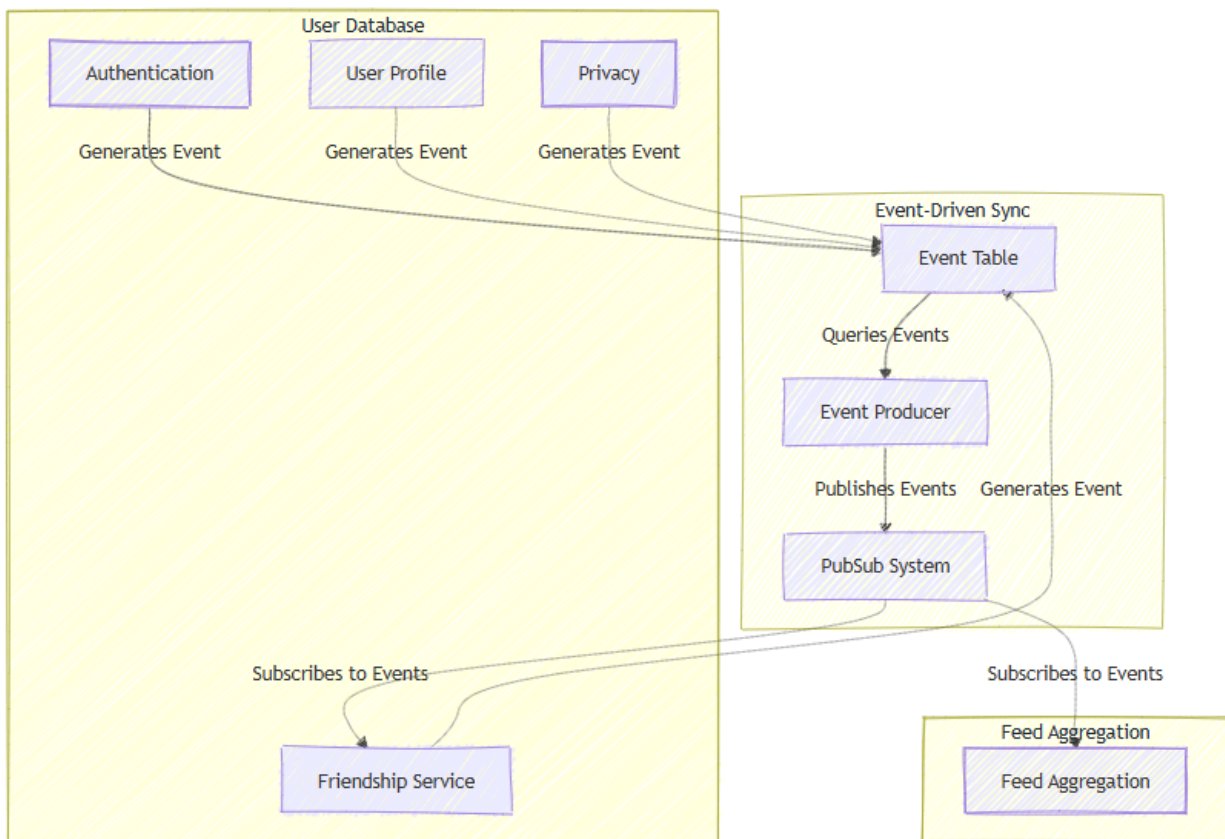 User Database
Authentication
User Profile
Privacy
Generates Event
Generates Event
Generates Event
Event-Driven Sync
Event Table
Queries Events
Event Producer
Publishes Events
Generates Event
PubSub System
Subscribes to Events
Subscribes to Events
Feed Aggregation
Friendship Service
Feed Aggregation